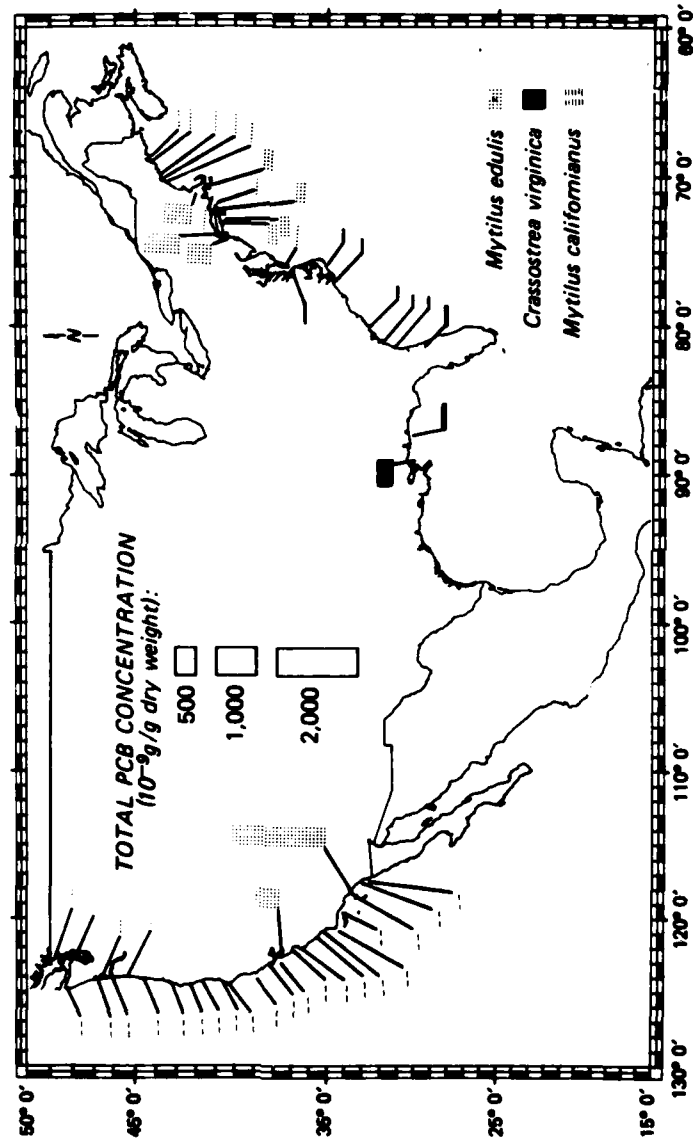 TOTAL PCB CONCENTRATION
(10⁻⁹g/g dry weight):
500
1,000
2,000
N
Mytilus edulis
Crassostrea virginica
Mytilus californianus
50° 0'
45° 0'
35° 0'
25° 0'
15° 0'
130° 0'
120° 0'
110° 0'
100° 0'
90° 0'
80° 0'
70° 0'
60° 0'